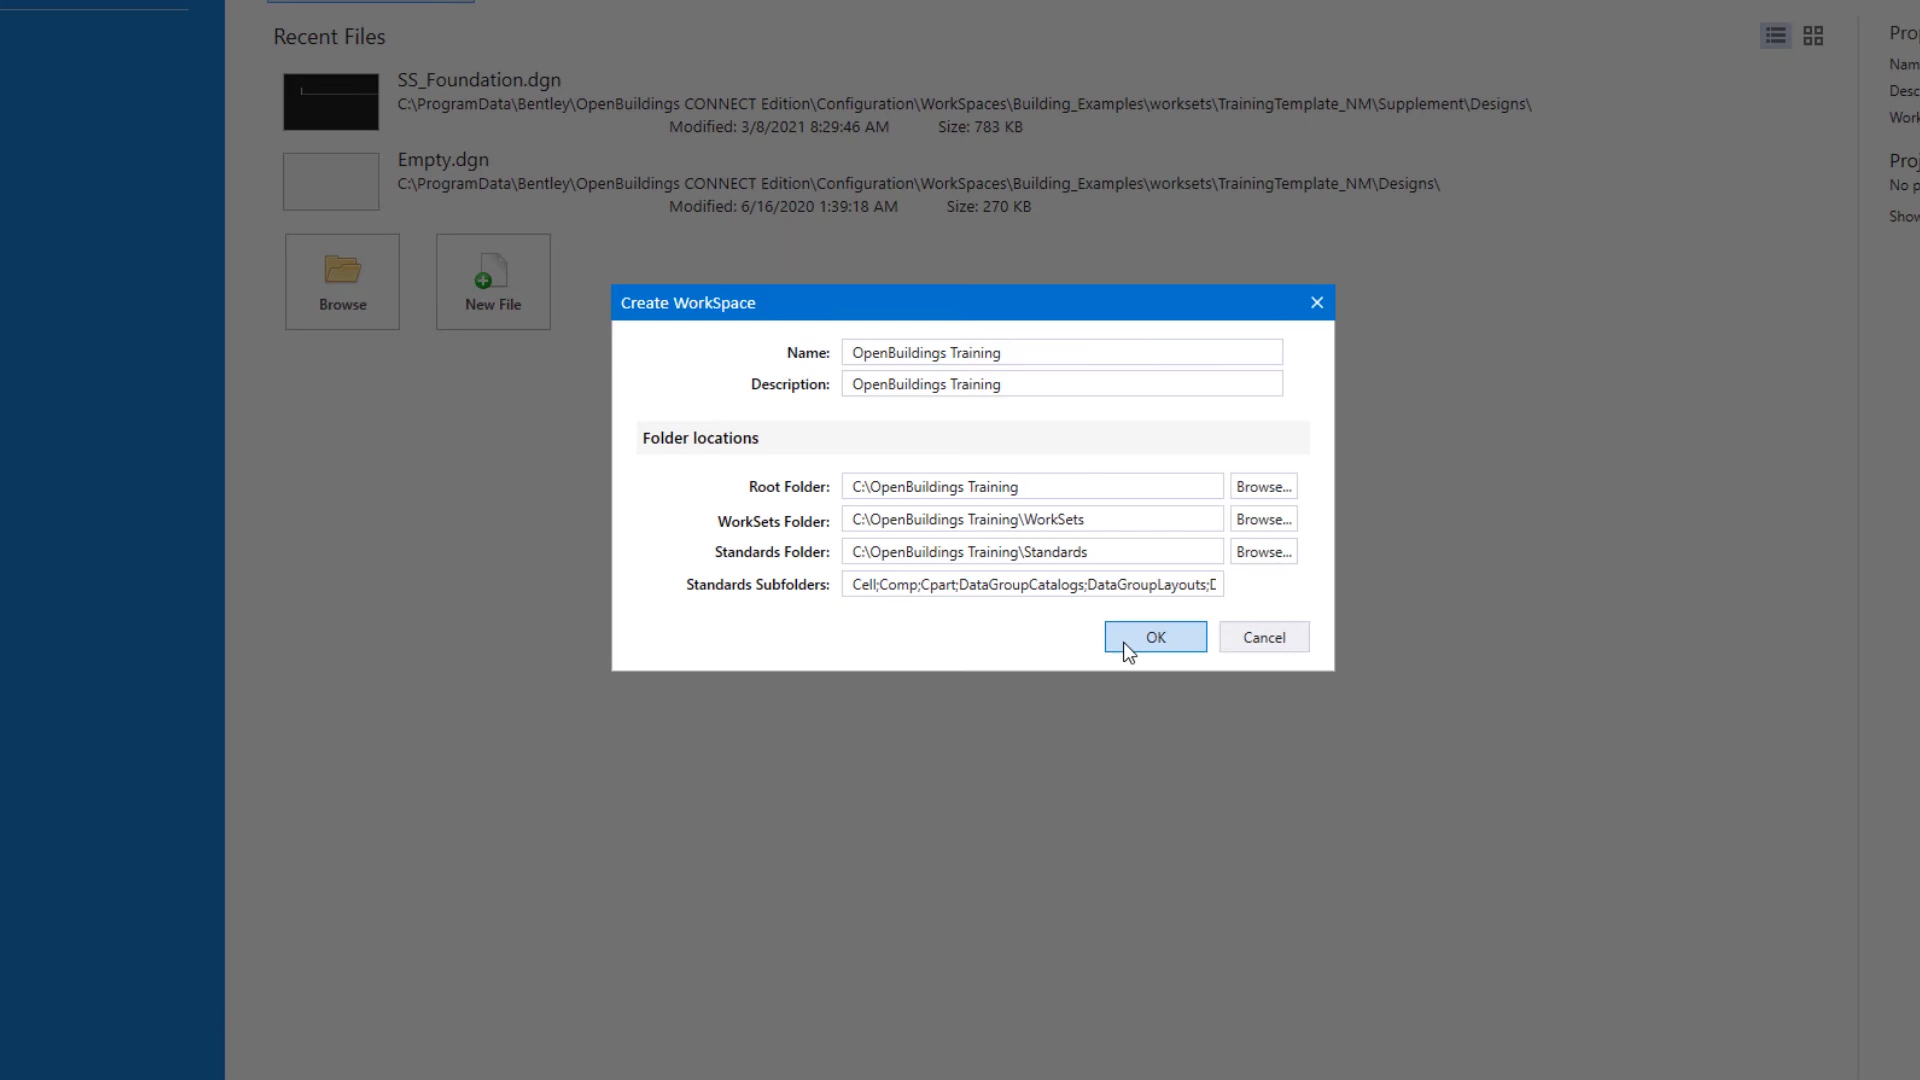 Recent Files
SS_Foundation.dgn
C:\ProgramData\Bentley\OpenBuildings CONNECT Edition\Configuration\WorkSpaces\Building_Examples\worksets\TrainingTemplate_NM\Supplement\Designs\
Modified: 3/8/2021 8:29:46 AM Size: 783 KB
Empty.dgn
C:\ProgramData\Bentley\OpenBuildings CONNECT Edition\Configuration\WorkSpaces\Building_Examples\worksets\TrainingTemplate_NM\Designs\
Modified: 6/16/2020 1:39:18 AM Size: 270 KB
Browse
New File
Create WorkSpace
Name: OpenBuildings Training
Description: OpenBuildings Training
Folder locations
Root Folder: C:\OpenBuildings Training Browse...
WorkSets Folder: C:\OpenBuildings Training\WorkSets Browse...
Standards Folder: C:\OpenBuildings Training\Standards Browse...
Standards Subfolders: Cell;Comp;Cpart;DataGroupCatalogs;DataGroupLayouts;
OK Cancel
Show